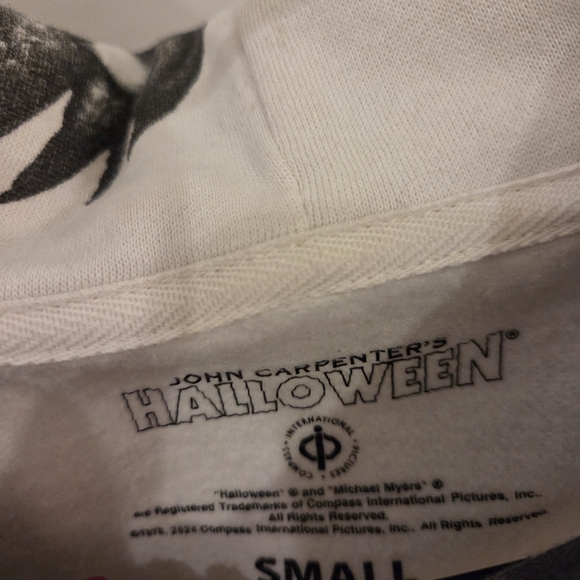 JOHN CARPENTER'S
HALLOWEEN®
COMPASS · INTERNATIONAL · PICTURES ·
"Halloween" ® and "Michael Myers" ®
are Registered Trademarks of Compass International Pictures, Inc.
All Rights Reserved.
©1978, 2024 Compass International Pictures, Inc., All Rights Reserved.
SMALL